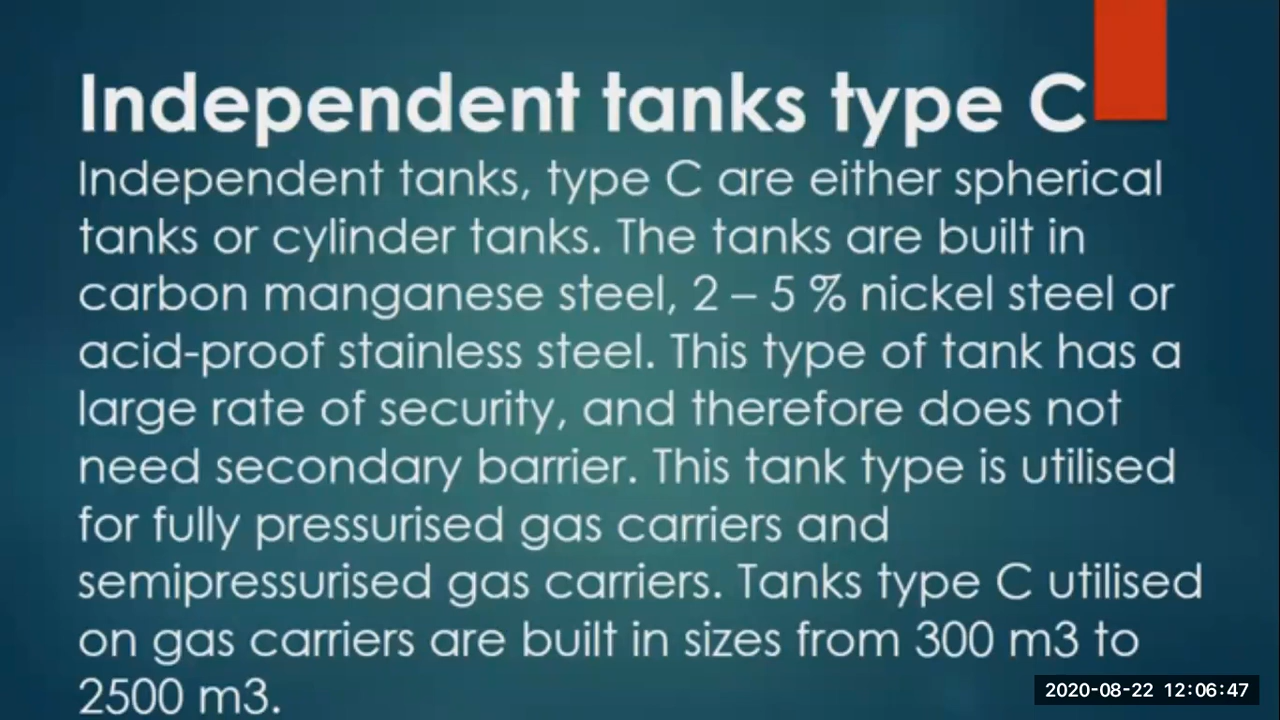 Independent tanks type C
Independent tanks, type C are either spherical
tanks or cylinder tanks. The tanks are built in
carbon manganese steel, 2 – 5 % nickel steel or
acid-proof stainless steel. This type of tank has a
large rate of security, and therefore does not
need secondary barrier. This tank type is utilised
for fully pressurised gas carriers and
semipressurised gas carriers. Tanks type C utilised
on gas carriers are built in sizes from 300 m3 to
2500 m3.
2020-08-22 12:06:47